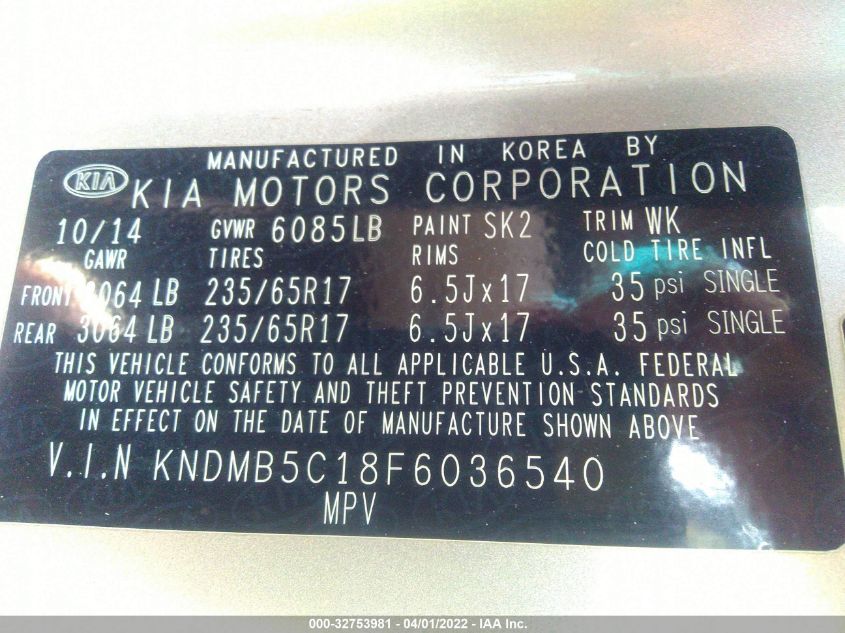 MANUFACTURED IN KOREA BY
KIA KIA MOTORS CORPORATION
10/14 GVWR 6085LB PAINT SK2 TRIM WK
GAWR TIRES RIMS COLD TIRE INFL
FRONT 3064 LB 235/65R17 6.5Jx17 35 psi SINGLE
REAR 3064 LB 235/65R17 6.5Jx17 35 psi SINGLE
THIS VEHICLE CONFORMS TO ALL APPLICABLE U.S.A. FEDERAL
MOTOR VEHICLE SAFETY AND THEFT PREVENTION STANDARDS
IN EFFECT ON THE DATE OF MANUFACTURE SHOWN ABOVE
V.I.N KNDMB5C18F6036540
MPV
000-32753981 - 04/01/2022 - IAA Inc.